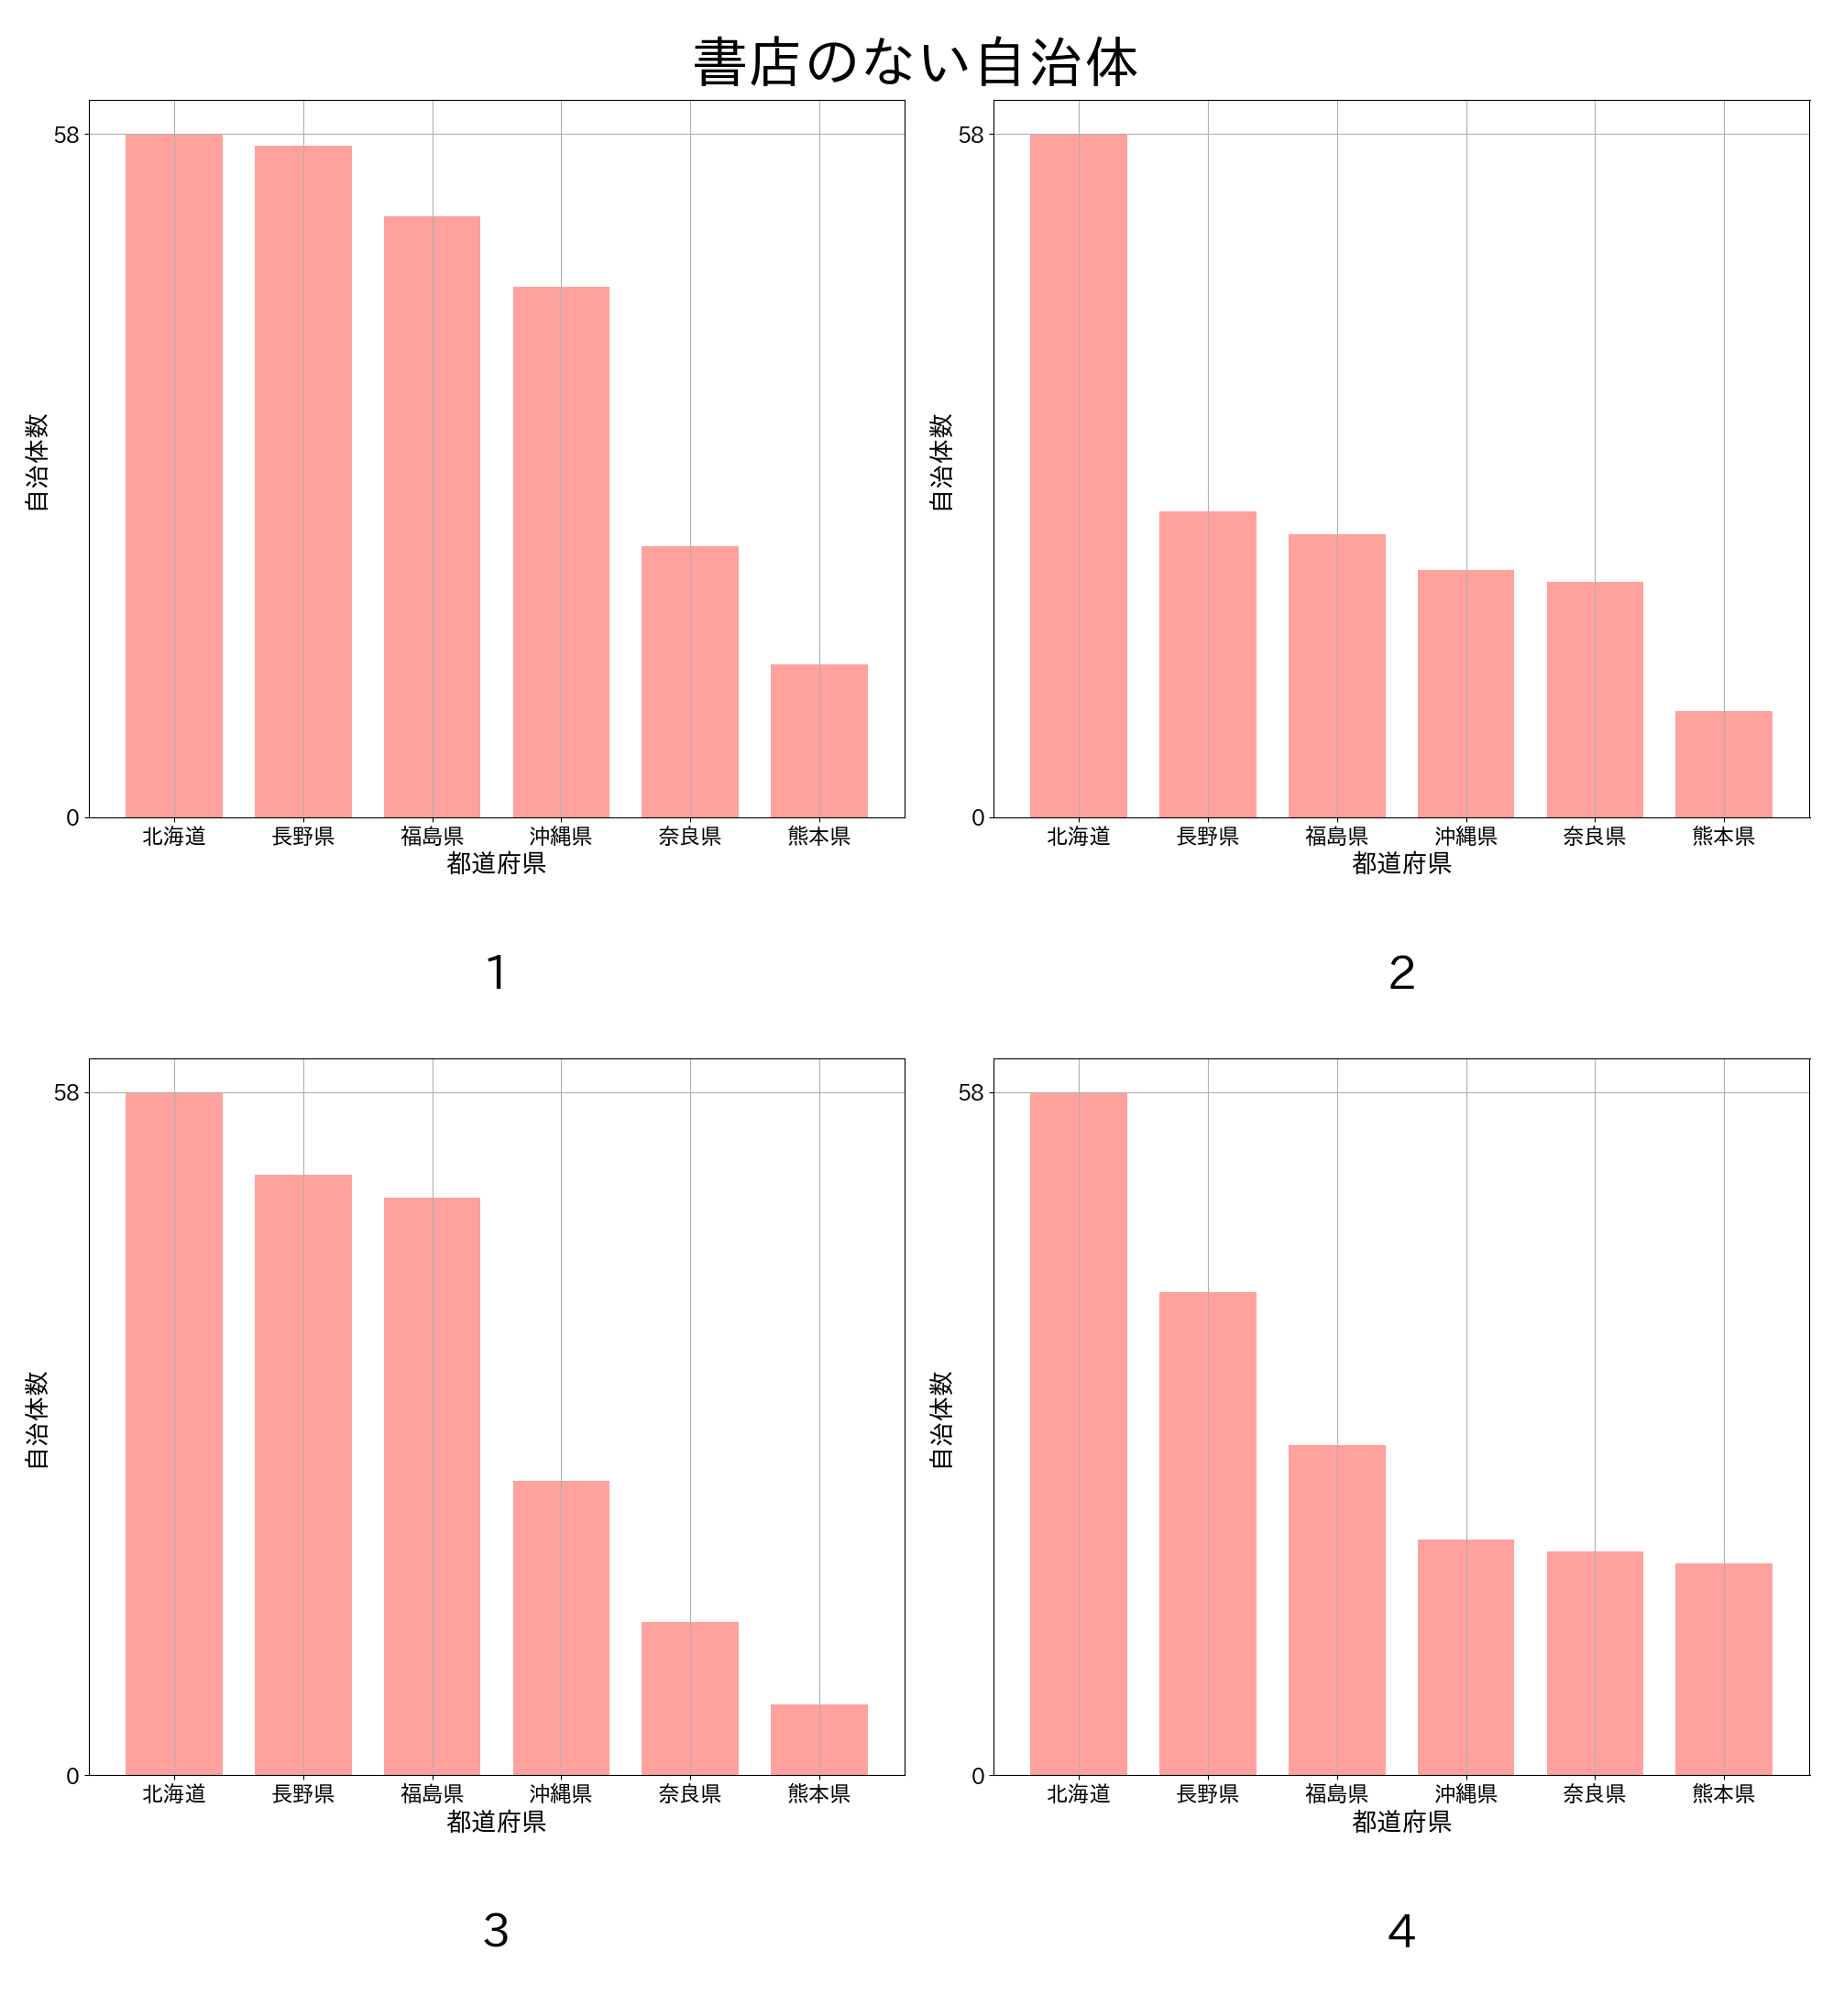 書店のない自治体
58
0
自治体数
北海道 長野県 福島県 沖縄県 奈良県 熊本県
都道府県
1
58
0
自治体数
北海道 長野県 福島県 沖縄県 奈良県 熊本県
都道府県
2
58
0
自治体数
北海道 長野県 福島県 沖縄県 奈良県 熊本県
都道府県
3
58
0
自治体数
北海道 長野県 福島県 沖縄県 奈良県 熊本県
都道府県
4